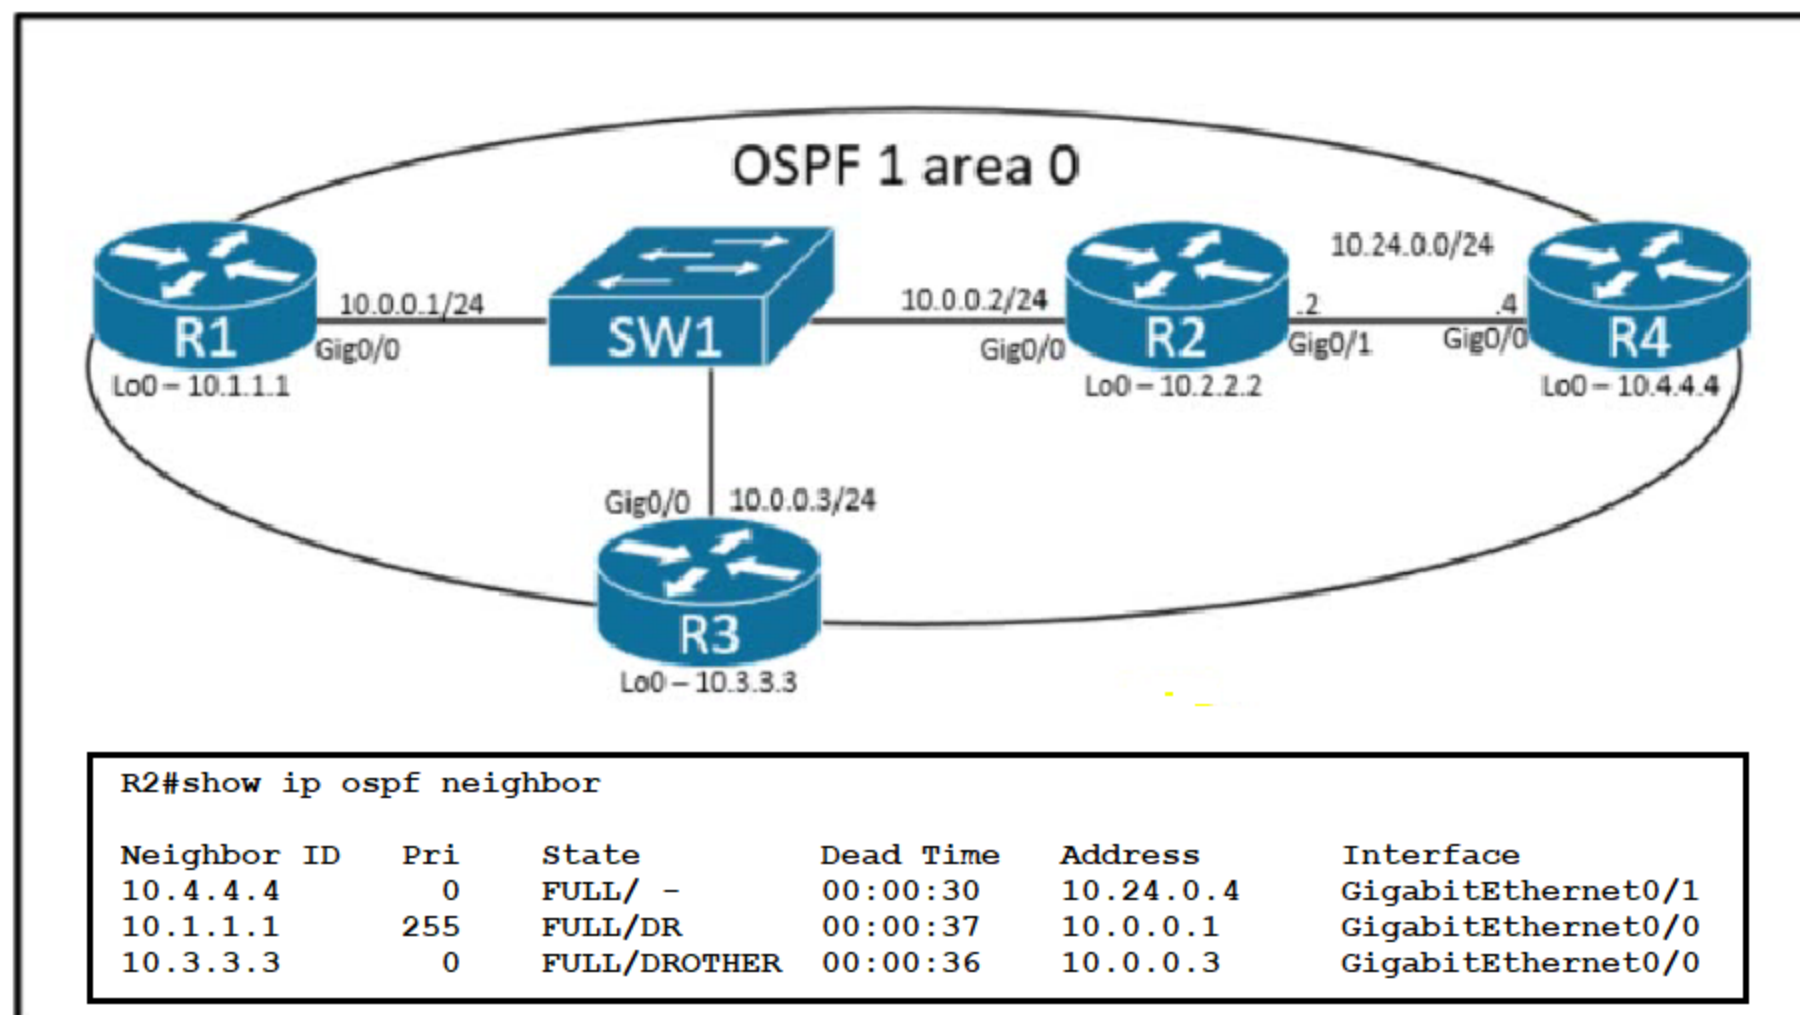 OSPF 1 area 0
10.24.0.0/24
10.0.0.1/24
10.0.0.2/24
.2
.4
R1
SW1
R2
R4
Gig0/0
Gig0/0
Gig0/1
Gig0/0
Lo0 – 10.1.1.1
Lo0 – 10.2.2.2
Lo0 – 10.4.4.4
Gig0/0
10.0.0.3/24
R3
Lo0 – 10.3.3.3
R2#show ip ospf neighbor
Neighbor ID Pri State Dead Time Address Interface
10.4.4.4 0 FULL/ - 00:00:30 10.24.0.4 GigabitEthernet0/1
10.1.1.1 255 FULL/DR 00:00:37 10.0.0.1 GigabitEthernet0/0
10.3.3.3 0 FULL/DROTHER 00:00:36 10.0.0.3 GigabitEthernet0/0